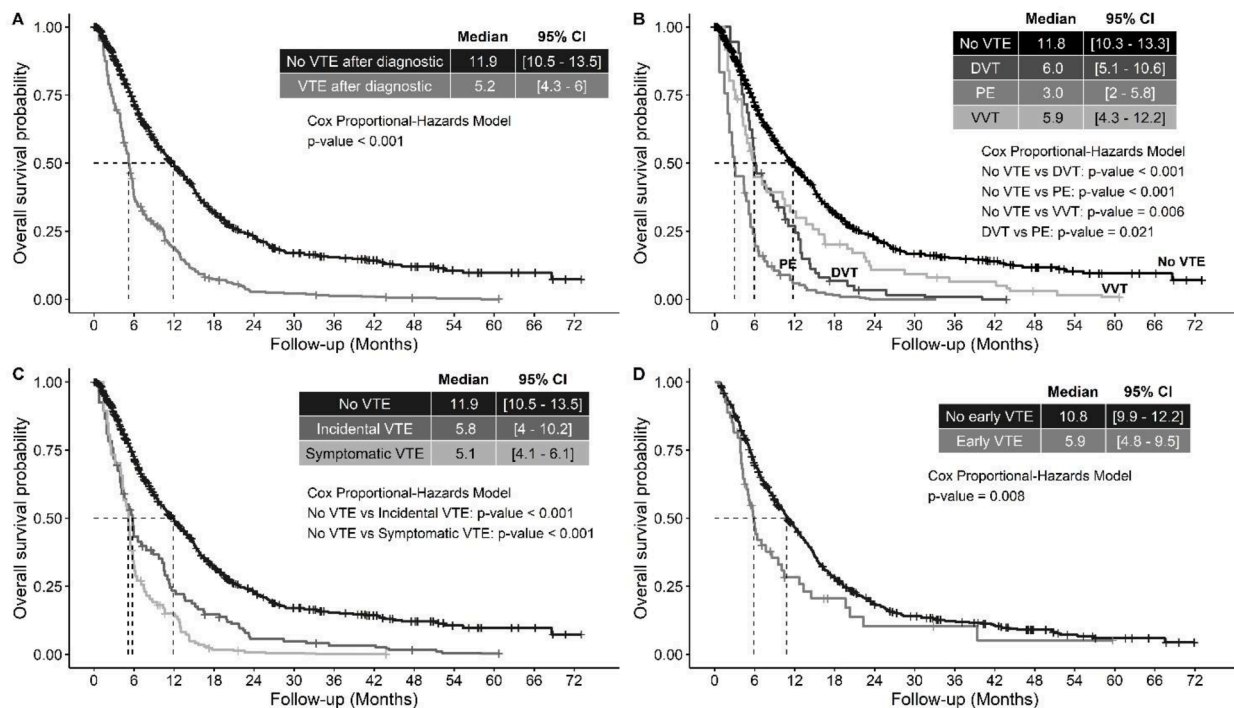 A
Median 95% CI
No VTE after diagnostic 11.9 [10.5 - 13.5]
VTE after diagnostic 5.2 [4.3 - 6]
Cox Proportional-Hazards Model
p-value < 0.001
Overall survival probability
1.00
0.75
0.50
0.25
0.00
0 6 12 18 24 30 36 42 48 54 60 66 72
Follow-up (Months)
B
Median 95% CI
No VTE 11.8 [10.3 - 13.3]
DVT 6.0 [5.1 - 10.6]
PE 3.0 [2 - 5.8]
VVT 5.9 [4.3 - 12.2]
Cox Proportional-Hazards Model
No VTE vs DVT: p-value < 0.001
No VTE vs PE: p-value < 0.001
No VTE vs VVT: p-value = 0.006
DVT vs PE: p-value = 0.021
Overall survival probability
1.00
0.75
0.50
0.25
0.00
PE
DVT
No VTE
VVT
0 6 12 18 24 30 36 42 48 54 60 66 72
Follow-up (Months)
C
Median 95% CI
No VTE 11.9 [10.5 - 13.5]
Incidental VTE 5.8 [4 - 10.2]
Symptomatic VTE 5.1 [4.1 - 6.1]
Cox Proportional-Hazards Model
No VTE vs Incidental VTE: p-value < 0.001
No VTE vs Symptomatic VTE: p-value < 0.001
Overall survival probability
1.00
0.75
0.50
0.25
0.00
0 6 12 18 24 30 36 42 48 54 60 66 72
Follow-up (Months)
D
Median 95% CI
No early VTE 10.8 [9.9 - 12.2]
Early VTE 5.9 [4.8 - 9.5]
Cox Proportional-Hazards Model
p-value = 0.008
Overall survival probability
1.00
0.75
0.50
0.25
0.00
0 6 12 18 24 30 36 42 48 54 60 66 72
Follow-up (Months)